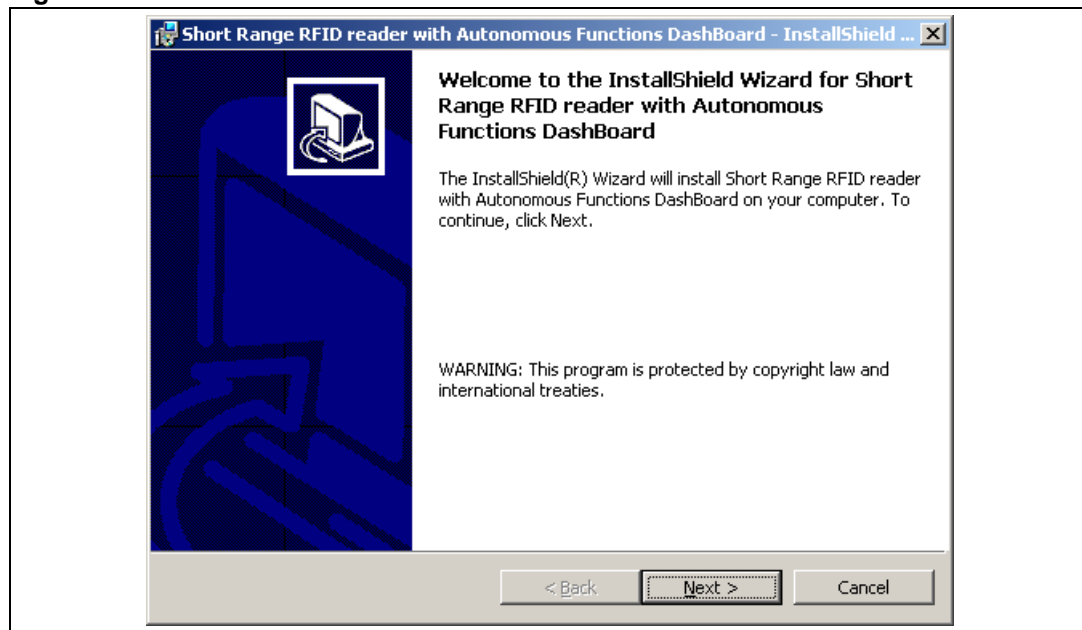 Short Range RFID reader with Autonomous Functions DashBoard - InstallShield ...
Welcome to the InstallShield Wizard for Short
Range RFID reader with Autonomous
Functions DashBoard
The InstallShield(R) Wizard will install Short Range RFID reader
with Autonomous Functions DashBoard on your computer. To
continue, click Next.
WARNING: This program is protected by copyright law and
international treaties.
< Back
Next >
Cancel